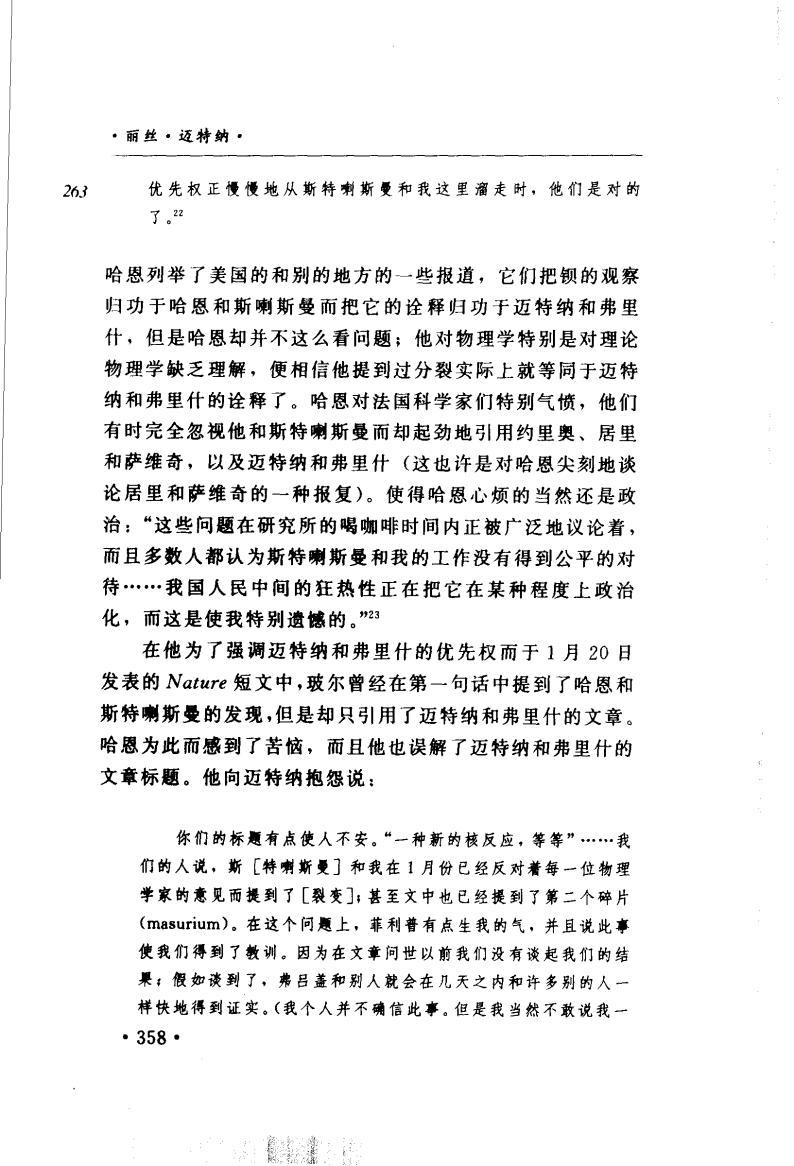 ·丽丝·迈特纳·
263
优先权正慢慢地从斯特喇斯曼和我这里溜走时，他们是对的
了。22
哈恩列举了美国的和别的地方的一些报道，它们把钡的观察
归功于哈恩和斯喇斯曼而把它的诠释归功于迈特纳和弗里
什，但是哈恩却并不这么看问题；他对物理学特别是对理论
物理学缺乏理解，便相信他提到过分裂实际上就等同于迈特
纳和弗里什的诠释了。哈恩对法国科学家们特别气愤，他们
有时完全忽视他和斯特喇斯曼而却起劲地引用约里奥、居里
和萨维奇，以及迈特纳和弗里什（这也许是对哈恩尖刻地谈
论居里和萨维奇的一种报复）。使得哈恩心烦的当然还是政
治：“这些问题在研究所的喝咖啡时间内正被广泛地议论着，
而且多数人都认为斯特喇斯曼和我的工作没有得到公平的对
待……我国人民中间的狂热性正在把它在某种程度上政治
化，而这是使我特别遗憾的。”23
在他为了强调迈特纳和弗里什的优先权而于1月20日
发表的Nature短文中，玻尔曾经在第一句话中提到了哈恩和
斯特喇斯曼的发现，但是却只引用了迈特纳和弗里什的文章。
哈恩为此而感到了苦恼，而且他也误解了迈特纳和弗里什的
文章标题。他向迈特纳抱怨说：
你们的标题有点使人不安。“一种新的核反应，等等”……我
们的人说，斯［特喇斯曼］和我在1月份已经反对着每一位物理
学家的意见而提到了［裂变］；甚至文中也已经提到了第二个碎片
(masurium)。在这个问题上，菲利普有点生我的气，并且说此事
使我们得到了教训。因为在文章问世以前我们没有谈起我们的结
果；假如谈到了，弗吕盖和别人就会在几天之内和许多别的人一
样快地得到证实。（我个人并不确信此事。但是我当然不敢说我一
·358·